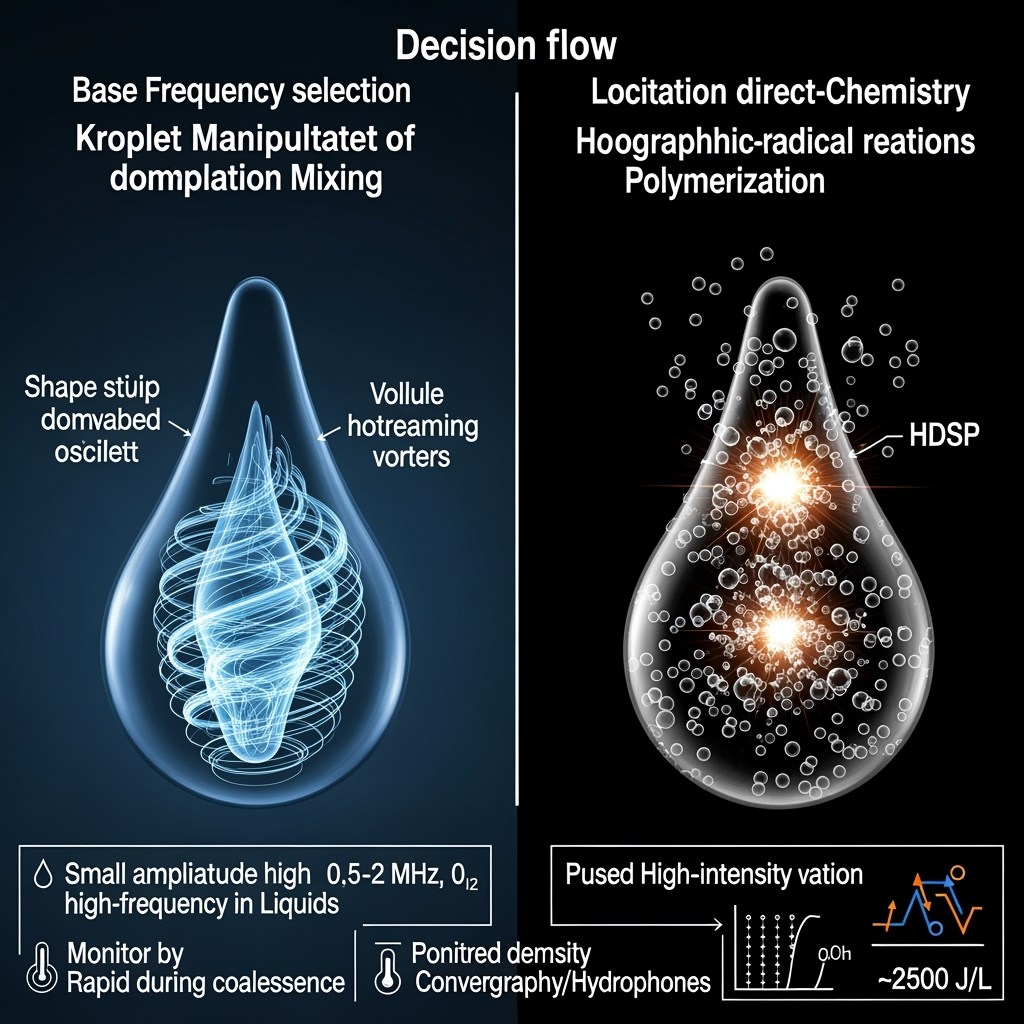 Decision flow
Base Frequency selection
Kroplet Manipultatet of
domplation Mixing
Locitation direct-Chemistry
Hoographhic-radical reations
Polymerization
Shape stiup
domvabed
oscilett
Vollule
hotreaming
vorters
HDSP
Small ampliatude high 0,5-2 MHz, 0₁₂
high-frequency in Liquids
Monitor by
Rapid during coalessence
Ponitred demsity
Convergraphy/Hydrophones
Pused High-intensity vation
0.0h
~2500 J/L